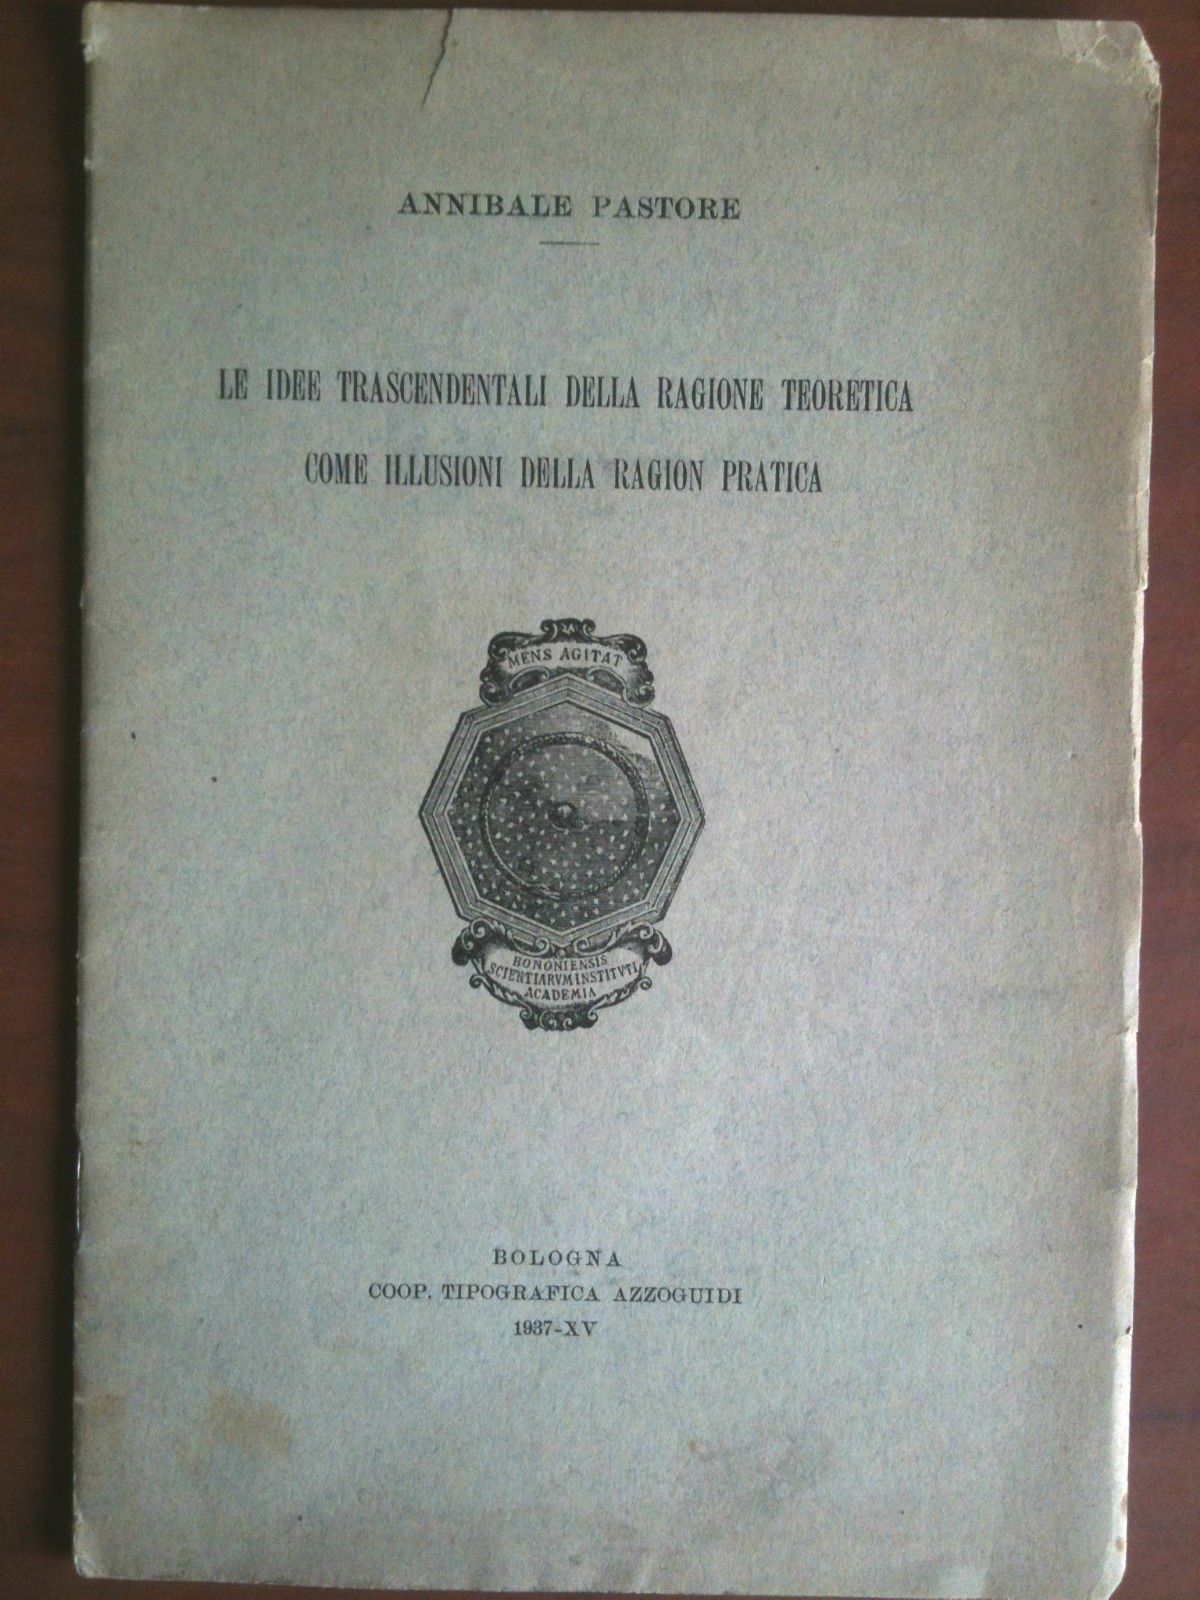 ANNIBALE PASTORE
LE IDEE TRASCENDENTALI DELLA RAGIONE TEORETICA
COME ILLUSIONI DELLA RAGION PRATICA
MENS AGITAT
BONONIENSIS
SCIENTIARVM INSTITVTI
ACADEMIA
BOLOGNA
COOP. TIPOGRAFICA AZZOGUIDI
1937-XV